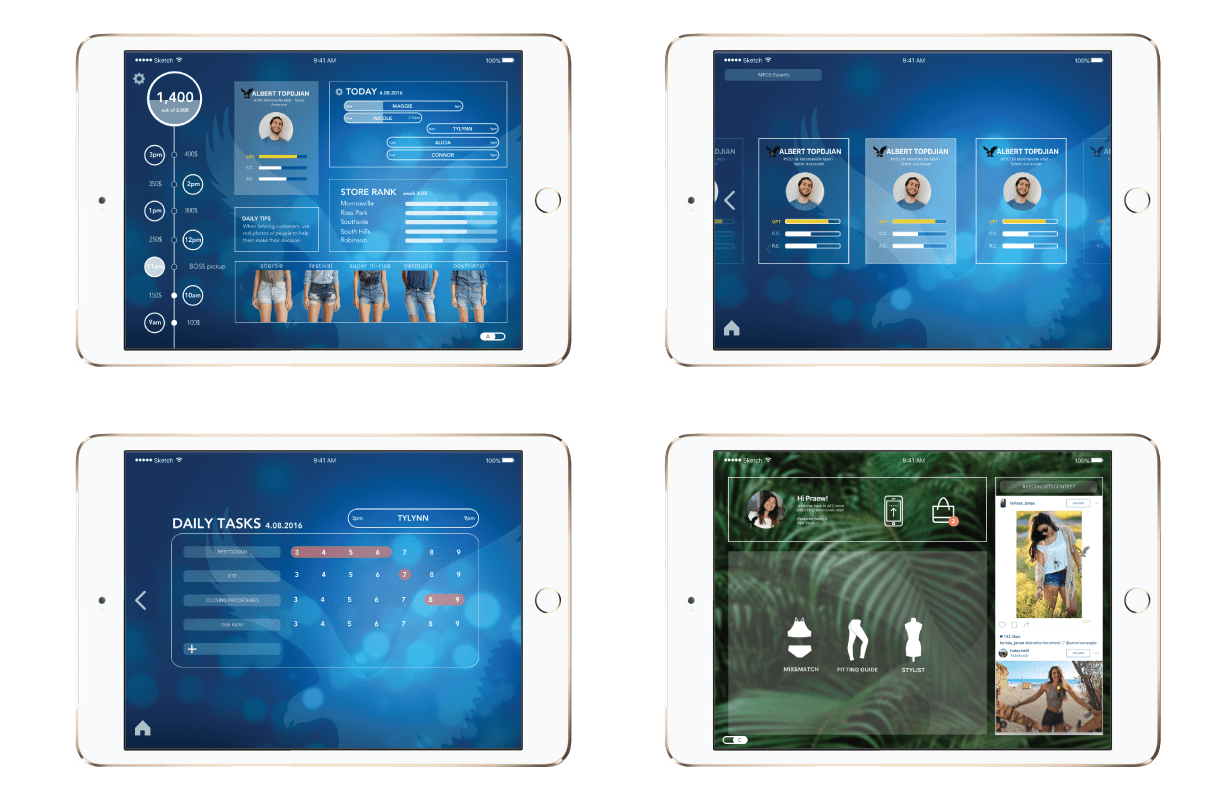 Sketch
9:41 AM
100%
1,400
out of 2,300
3pm
400$
350$
2pm
1pm
300$
250$
12pm
11am
BOSS pickup
150$
10am
9am
100$
ALBERT TOPDJIAN
UPT
C.C.
R.C.
DAILY TIPS
When helping customers, use
real photos of people to help
them make their decision.
TODAY 4.08.2016
MAGGIE
NICOLE
TYLYNN
ALICIA
CONNOR
STORE RANK week 4.03
Monroeville
Ross Park
Southside
South Hills
Robinson
shortie
festival
super hi-rise
bermuda
boyfriend
A
Sketch
9:41 AM
100%
MPOS Experts
ALBERT TOPDJIAN
UPT
C.C.
R.C.
ALBERT TOPDJIAN
UPT
C.C.
R.C.
ALBERT TOPDJIAN
UPT
C.C.
R.C.
Sketch
9:41 AM
100%
DAILY TASKS 4.08.2016
3pm
TYLYNN
9pm
RESTOCKING
3 4 5 6 7 8 9
FTP
3 4 5 6 7 8 9
CLOSING PROCEDURES
3 4 5 6 7 8 9
Task name
3 4 5 6 7 8 9
+
Sketch
9:41 AM
100%
Hi Praew!
2
MIX&MATCH
FITTING GUIDE
STYLIST
C
#AEOSHORTSCONTEST
larissa_janae
143 likes